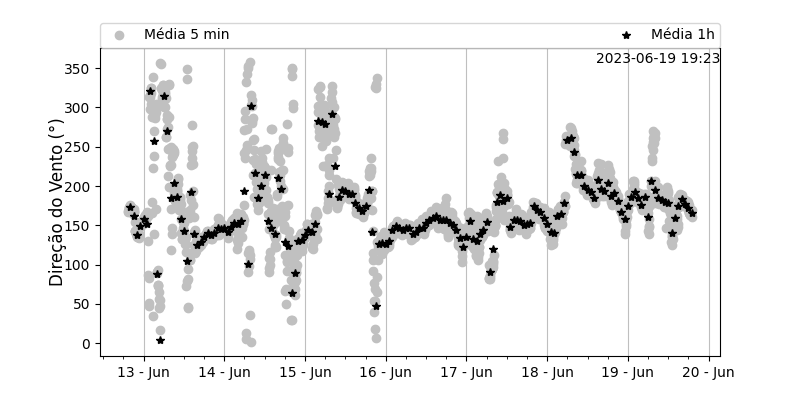 Média 5 min
Média 1h
2023-06-19 19:23
Direção do Vento (°)
350
300
250
200
150
100
50
0
13 - Jun
14 - Jun
15 - Jun
16 - Jun
17 - Jun
18 - Jun
19 - Jun
20 - Jun